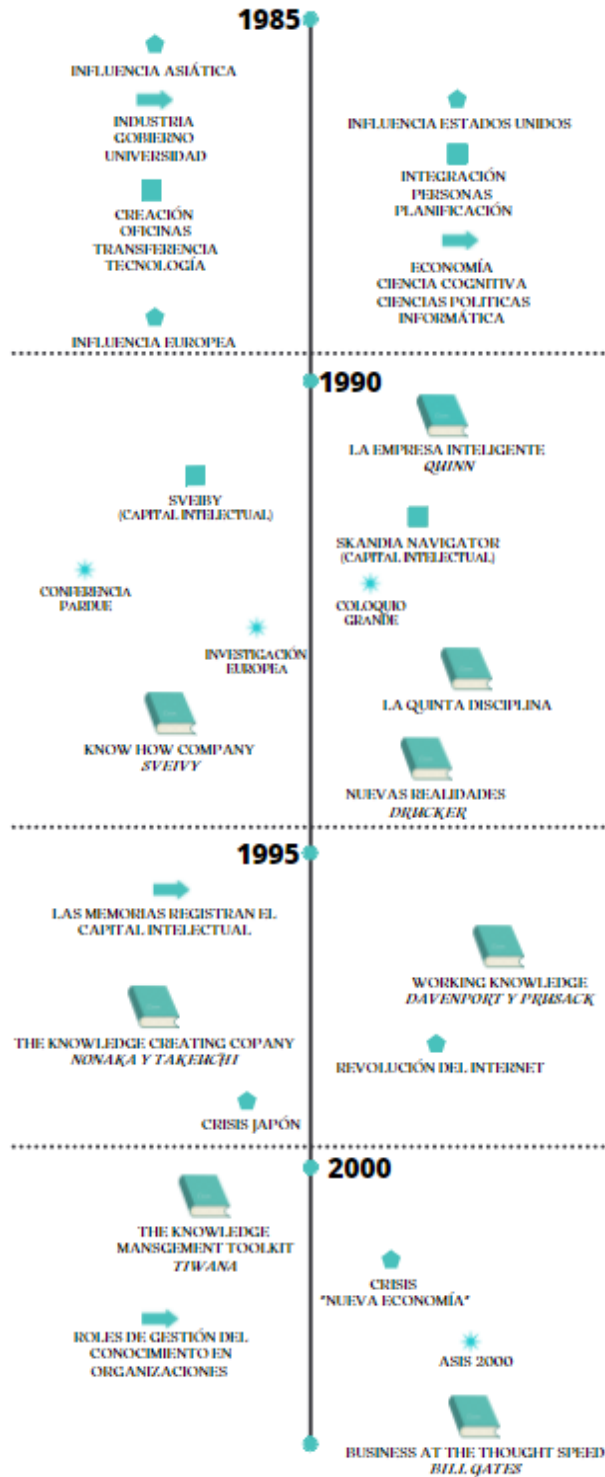 1985
INFLUENCIA ASIÁTICA
INDUSTRIA
GOBIERNO
UNIVERSIDAD
CREACIÓN
OFICINAS
TRANSFERENCIA
TECNOLOGÍA
INFLUENCIA EUROPEA
INFLUENCIA ESTADOS UNIDOS
INTEGRACIÓN
PERSONAS
PLANIFICACIÓN
ECONOMÍA
CIENCIA COGNITIVA
CIENCIAS POLITICAS
INFORMÁTICA
1990
SVEIBY
(CAPITAL INTELECTUAL)
CONFERENCIA
PARDUE
INVESTIGACIÓN
EUROPEA
KNOW HOW COMPANY
SVEIVY
LA EMPRESA INTELIGENTE
QUINN
SKANDIA NAVIGATOR
(CAPITAL INTELECTUAL)
COLOQUIO
GRANDE
LA QUINTA DISCIPLINA
NUEVAS REALIDADES
DRUCKER
1995
LAS MEMORIAS REGISTRAN EL
CAPITAL INTELECTUAL
THE KNOWLEDGE CREATING COPANY
NONAKA Y TAKEUCHI
CRISIS JAPÓN
WORKING KNOWLEDGE
DAVENPORT Y PRUSACK
REVOLUCIÓN DEL INTERNET
2000
THE KNOWLEDGE
MANSGEMENT TOOLKIT
TIWANA
ROLES DE GESTIÓN DEL
CONOCIMIENTO EN
ORGANIZACIONES
CRISIS
"NUEVA ECONOMÍA"
ASIS 2000
BUSINESS AT THE THOUGHT SPEED
BILL GATES